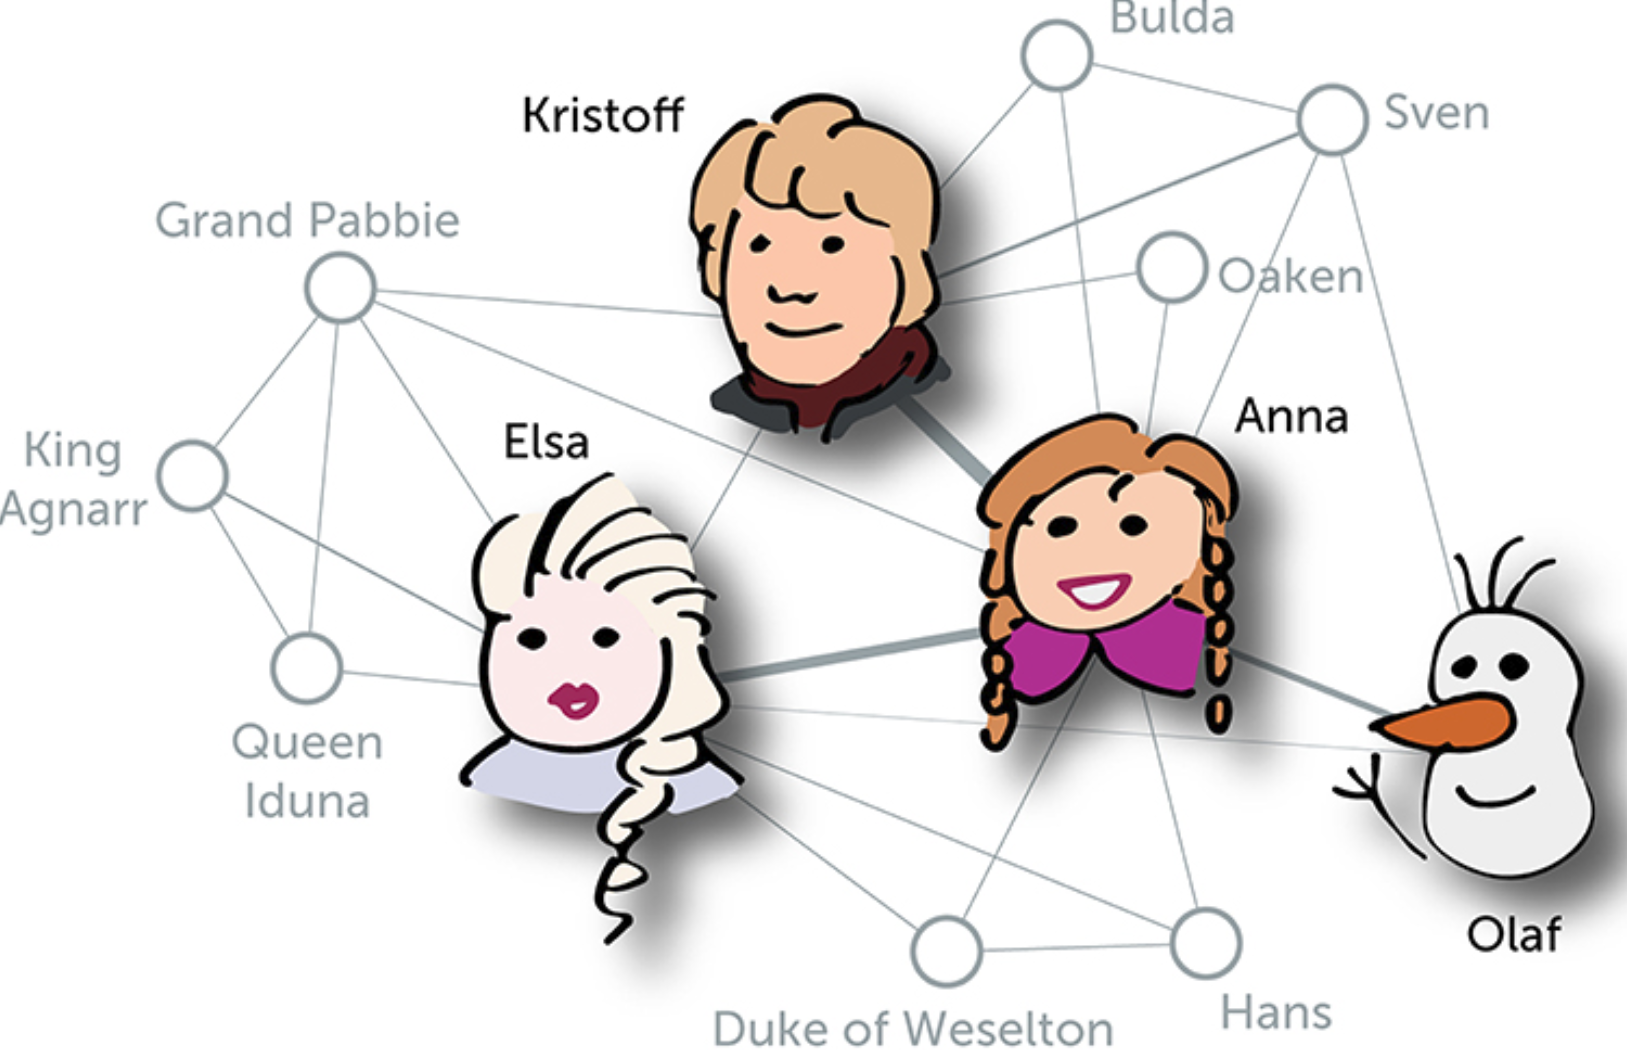 Bulda
Kristoff
Sven
Grand Pabbie
Oaken
Anna
Elsa
King
Agnarr
Queen
Iduna
Olaf
Hans
Duke of Weselton